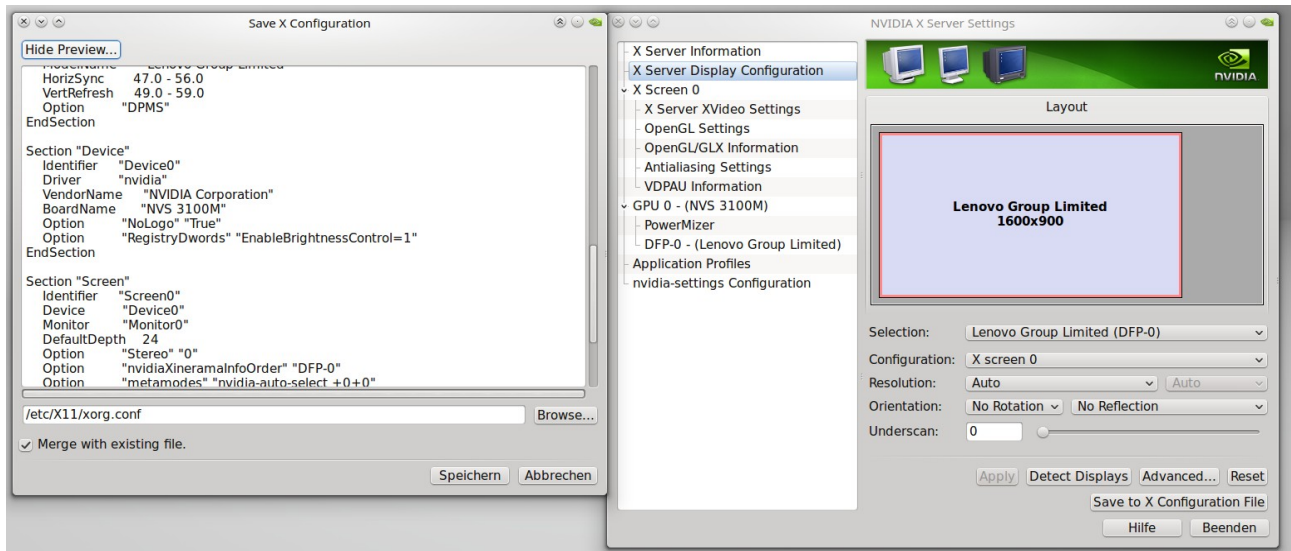 Save X Configuration
Hide Preview...
ModelName "Lenovo Group Limited"
HorizSync 47.0 - 56.0
VertRefresh 49.0 - 59.0
Option "DPMS"
EndSection
Section "Device"
Identifier "Device0"
Driver "nvidia"
VendorName "NVIDIA Corporation"
BoardName "NVS 3100M"
Option "NoLogo" "True"
Option "RegistryDwords" "EnableBrightnessControl=1"
EndSection
Section "Screen"
Identifier "Screen0"
Device "Device0"
Monitor "Monitor0"
DefaultDepth 24
Option "Stereo" "0"
Option "nvidiaXineramaInfoOrder" "DFP-0"
Option "metamodes" "nvidia-auto-select +0+0"
/etc/X11/xorg.conf
Browse...
Merge with existing file.
Speichern Abbrechen
NVIDIA X Server Settings
X Server Information
X Server Display Configuration
X Screen 0
X Server XVideo Settings
OpenGL Settings
OpenGL/GLX Information
Antialiasing Settings
VDPAU Information
GPU 0 - (NVS 3100M)
PowerMizer
DFP-0 - (Lenovo Group Limited)
Application Profiles
nvidia-settings Configuration
NVIDIA
Layout
Lenovo Group Limited
1600x900
Selection: Lenovo Group Limited (DFP-0)
Configuration: X screen 0
Resolution: Auto Auto
Orientation: No Rotation No Reflection
Underscan: 0
Apply Detect Displays Advanced... Reset
Save to X Configuration File
Hilfe Beenden